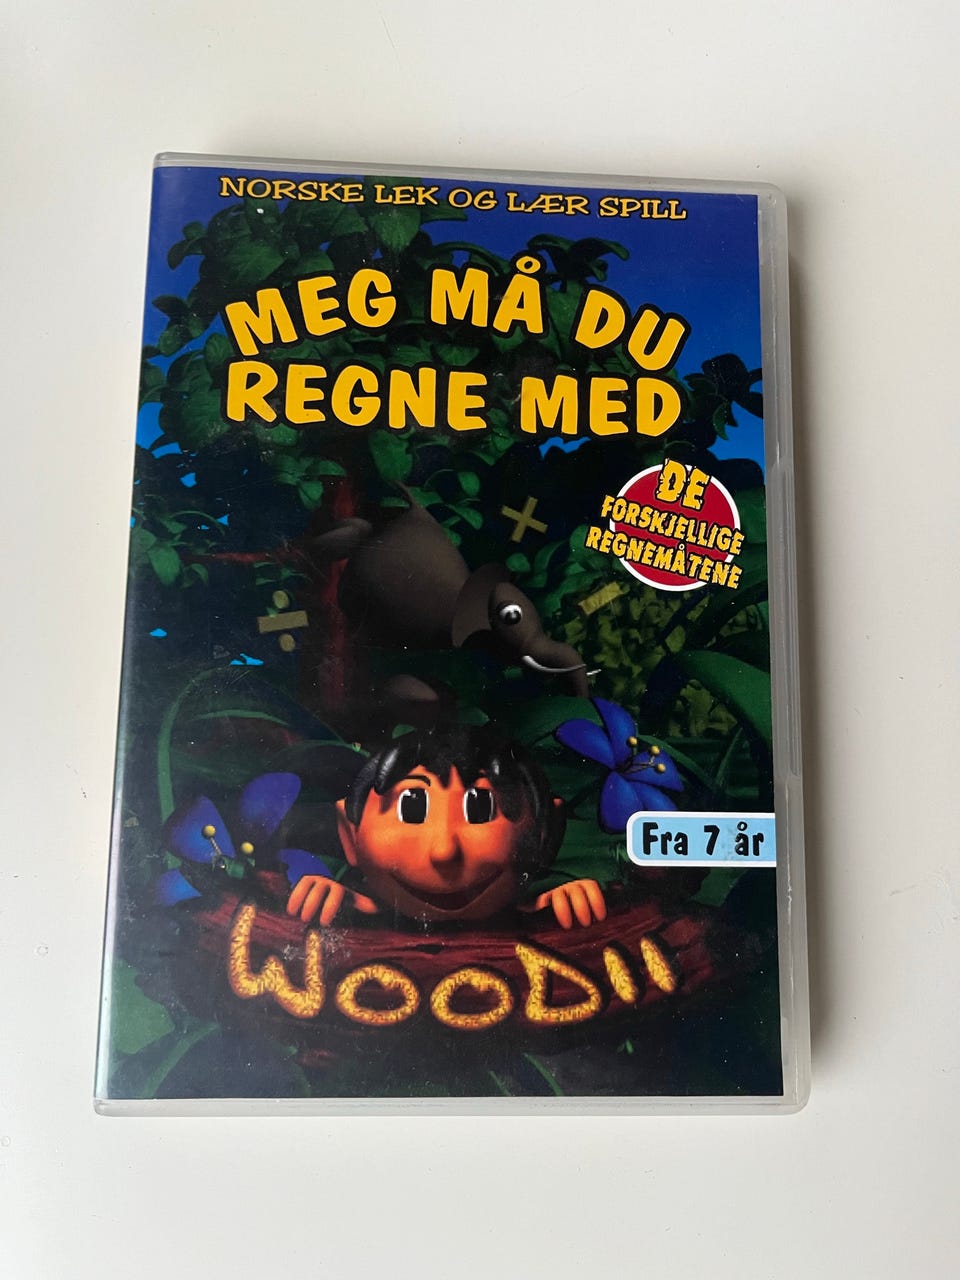 NORSKE LEK OG LÆR SPILL
MEG MÅ DU
REGNE MED
DE
FORSKJELLIGE
REGNEMÅTENE
Fra 7 år
WOODII